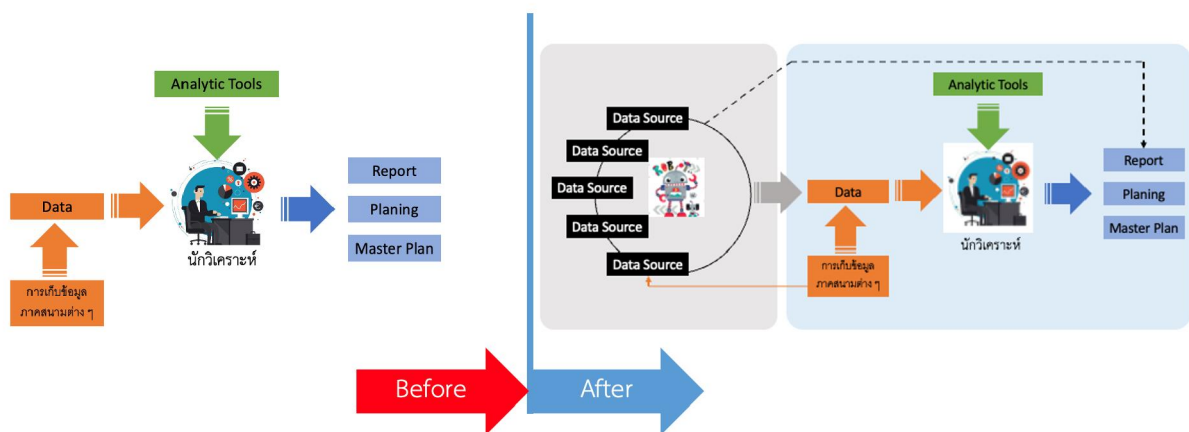 Analytic Tools
Data
นักวิเคราะห์
Report
Planing
Master Plan
การเก็บข้อมูล
ภาคสนามต่าง ๆ
Before
After
Data Source
Data Source
Data Source
Data Source
Data Source
Data
การเก็บข้อมูล
ภาคสนามต่าง ๆ
Analytic Tools
นักวิเคราะห์
Report
Planing
Master Plan